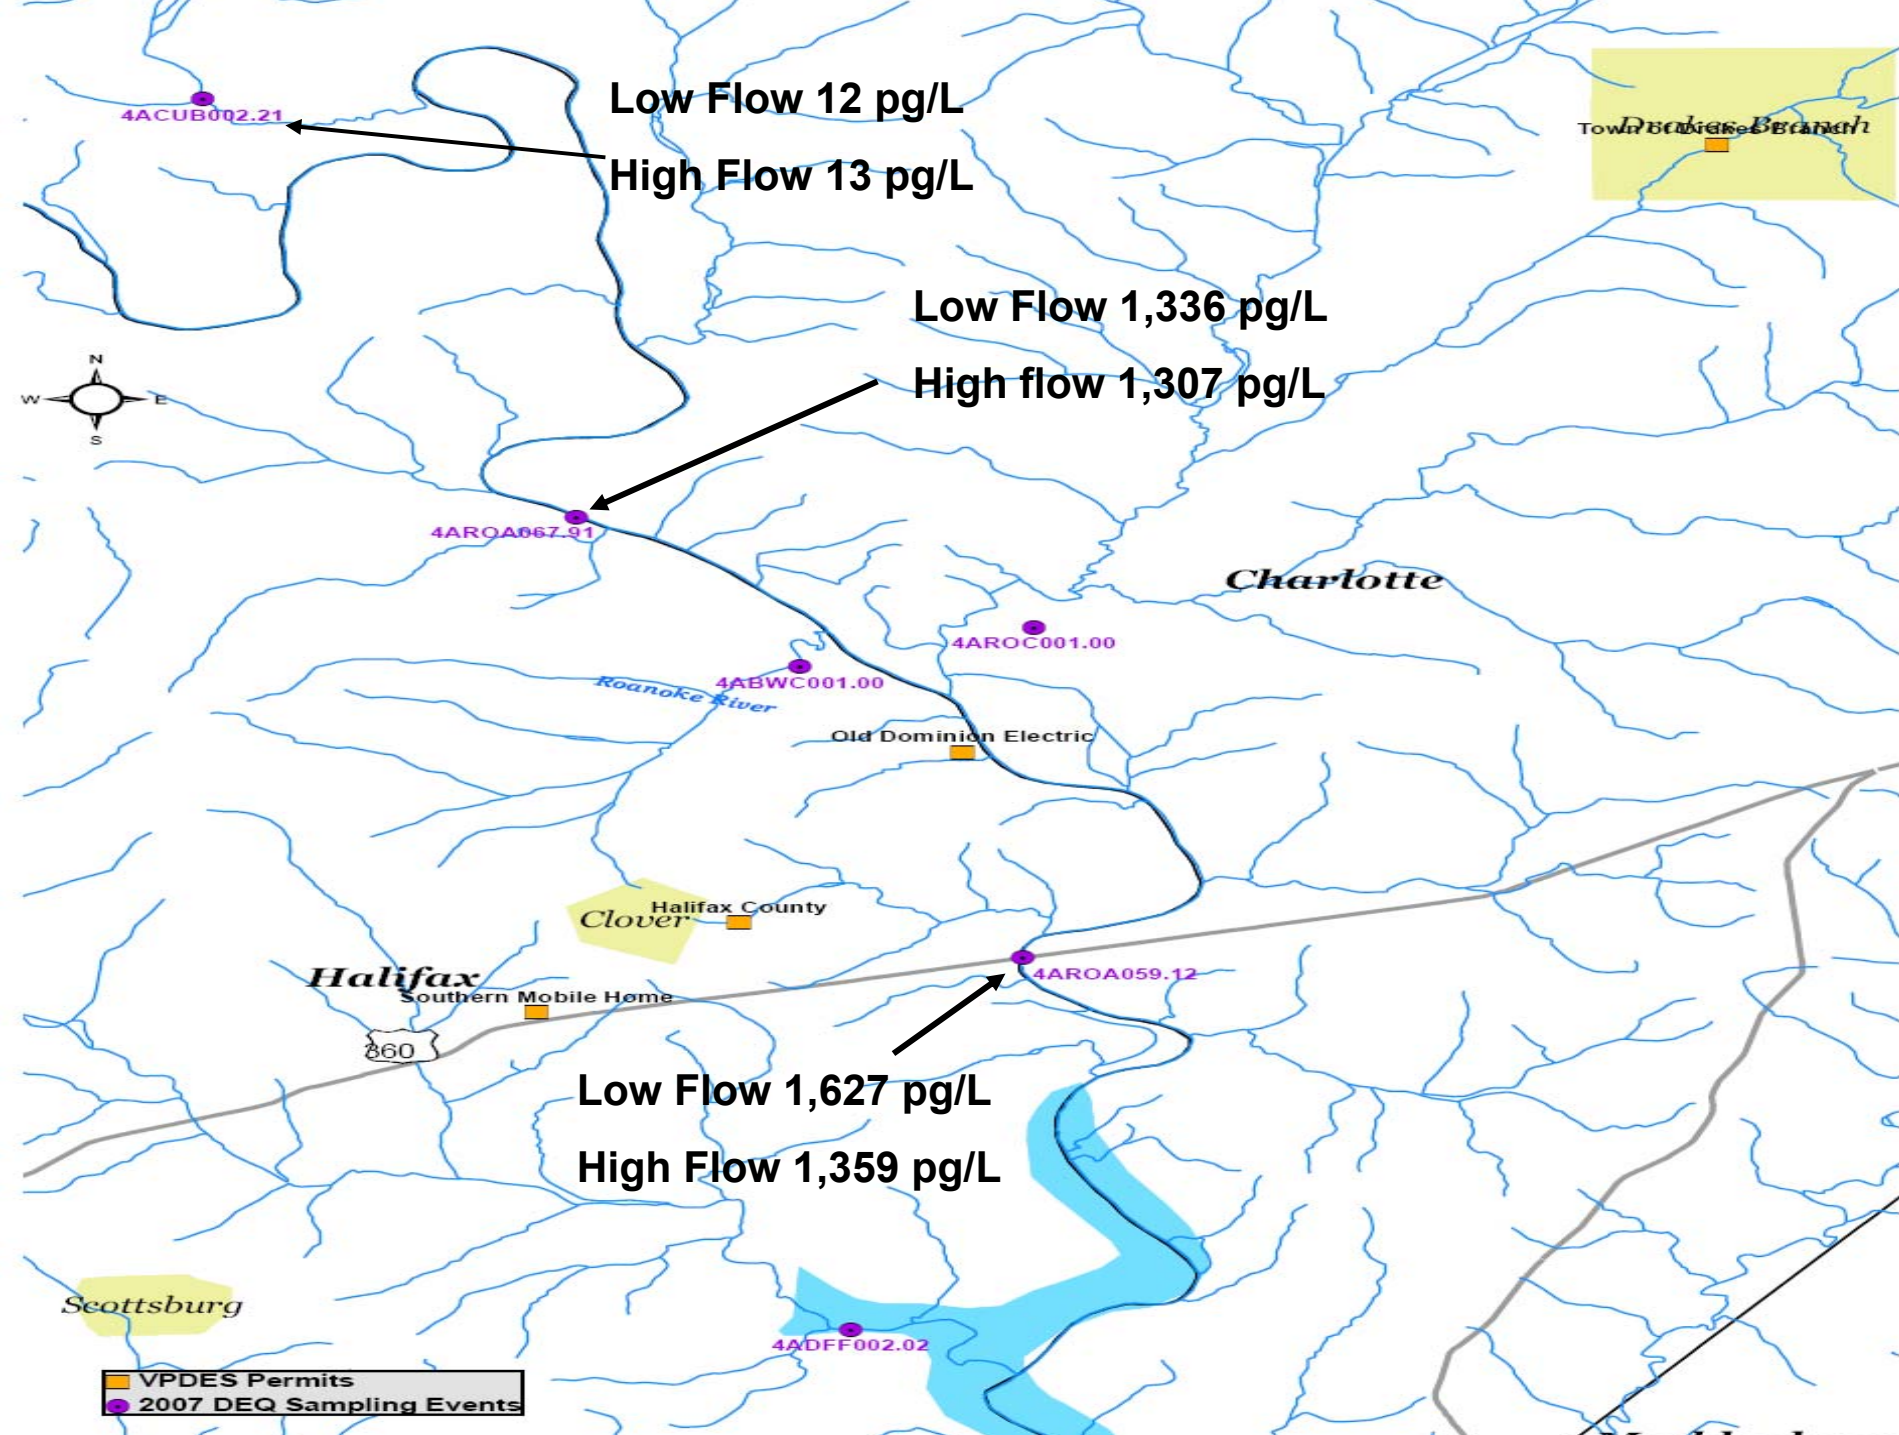 Low Flow 12 pg/L
4ACUB002.21
Town of Drakes Branch
Drakes Branch
High Flow 13 pg/L
Low Flow 1,336 pg/L
N
High flow 1,307 pg/L
W
E
S
4AROA067.91
Charlotte
4AROC001.00
4ABWC001.00
Roanoke River
Old Dominion Electric
Halifax County
Clover
4AROA059.12
Halifax
Southern Mobile Home
360
Low Flow 1,627 pg/L
High Flow 1,359 pg/L
Scottsburg
4ADFF002.02
VPDES Permits
2007 DEQ Sampling Events